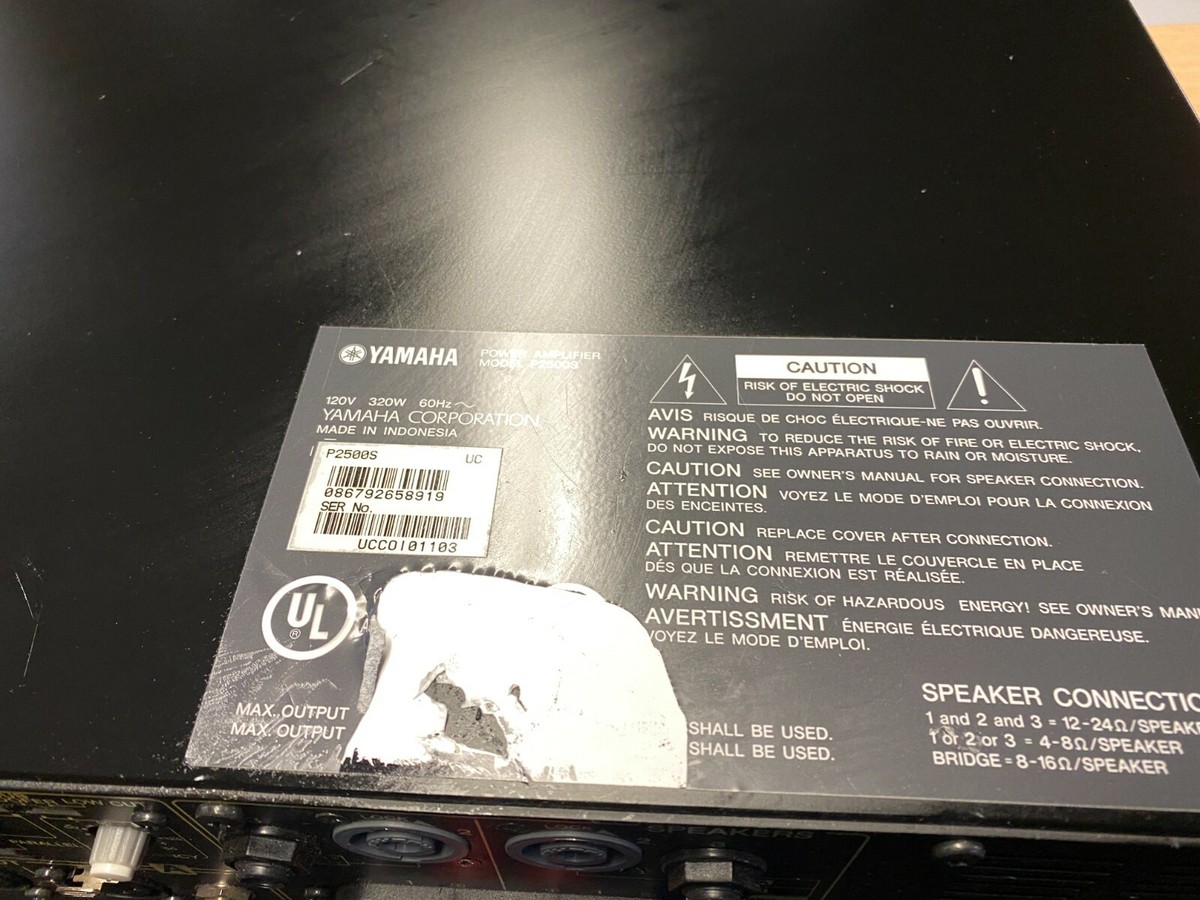 YAMAHA
POWER AMPLIFIER
MODEL P2500S
120V 320W 60Hz
YAMAHA CORPORATION
MADE IN INDONESIA
P2500S UC
086792658919
SER No.
UCCOI01103
UL
®
MAX. OUTPUT
MAX. OUTPUT
CAUTION
RISK OF ELECTRIC SHOCK
DO NOT OPEN
AVIS RISQUE DE CHOC ÉLECTRIQUE-NE PAS OUVRIR.
WARNING TO REDUCE THE RISK OF FIRE OR ELECTRIC SHOCK,
DO NOT EXPOSE THIS APPARATUS TO RAIN OR MOISTURE.
CAUTION SEE OWNER'S MANUAL FOR SPEAKER CONNECTION.
ATTENTION VOYEZ LE MODE D'EMPLOI POUR LA CONNEXION
DES ENCEINTES.
CAUTION REPLACE COVER AFTER CONNECTION.
ATTENTION REMETTRE LE COUVERCLE EN PLACE
DÉS QUE LA CONNEXION EST RÉALISÉE.
WARNING RISK OF HAZARDOUS ENERGY! SEE OWNER'S MAN
AVERTISSMENT ÉNERGIE ÉLECTRIQUE DANGEREUSE.
VOYEZ LE MODE D'EMPLOI.
SHALL BE USED.
SHALL BE USED.
SPEAKER CONNECTIO
1 and 2 and 3 = 12-24Ω/SPEAKE
1 or 2 or 3 = 4-8Ω/SPEAKER
BRIDGE = 8-16Ω/SPEAKER
LOW CUT
SPEAKERS